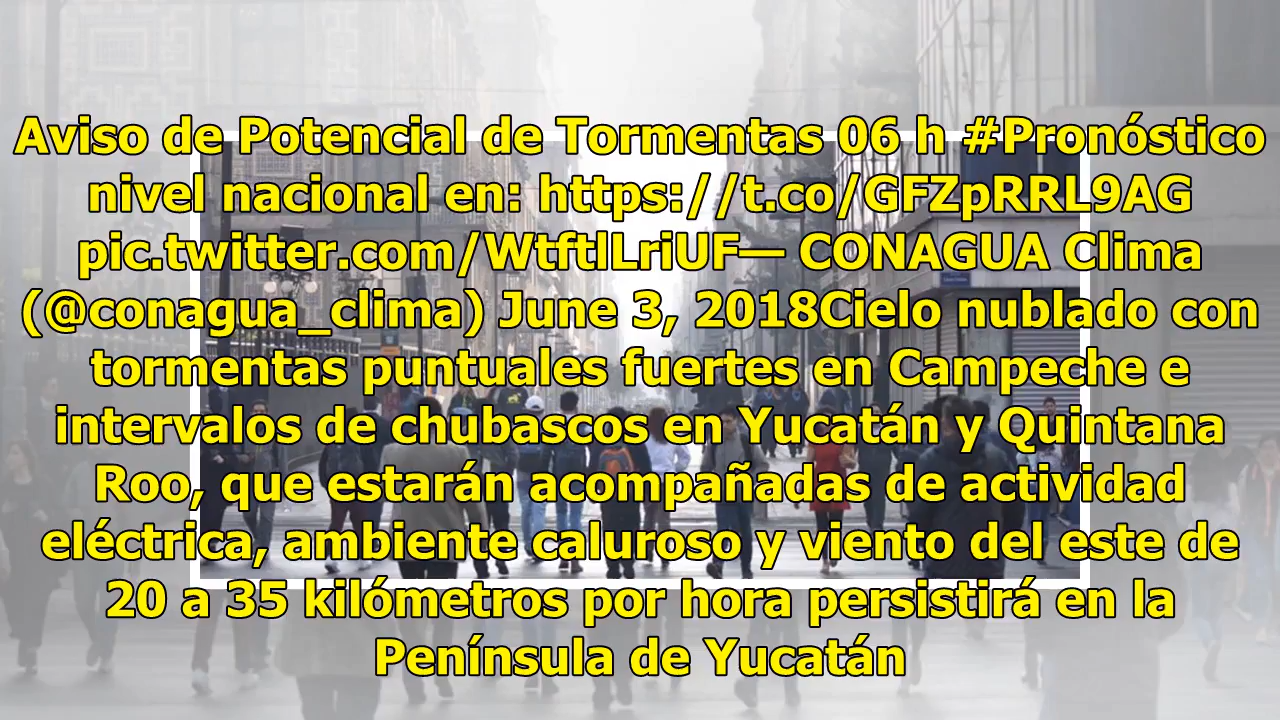 Aviso de Potencial de Tormentas 06 h #Pronóstico
nivel nacional en: https://t.co/GFZpRRL9AG
pic.twitter.com/WtftlLriUF— CONAGUA Clima
(@conagua_clima) June 3, 2018Cielo nublado con
tormentas puntuales fuertes en Campeche e
intervalos de chubascos en Yucatán y Quintana
Roo, que estarán acompañadas de actividad
eléctrica, ambiente caluroso y viento del este de
20 a 35 kilómetros por hora persistirá en la
Península de Yucatán